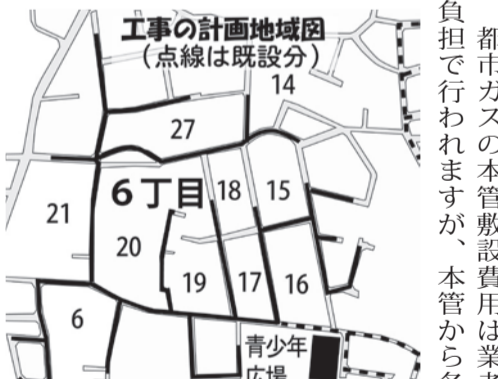 都市ガスの本管敷設費用は業者
負担で行われますが、本管から各
工事の計画地域図
(点線は既設分)
14
27
6丁目
18
15
21
20
19
17
16
6
青少年
広場